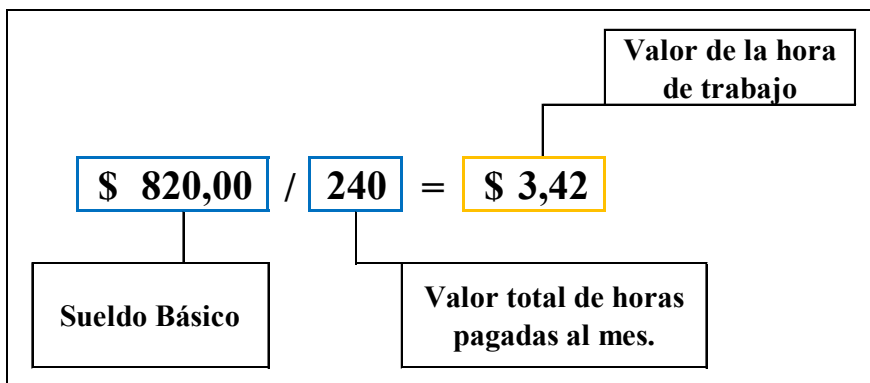 Valor de la hora
de trabajo
$ 820,00 / 240 = $ 3,42
Sueldo Básico
Valor total de horas
pagadas al mes.